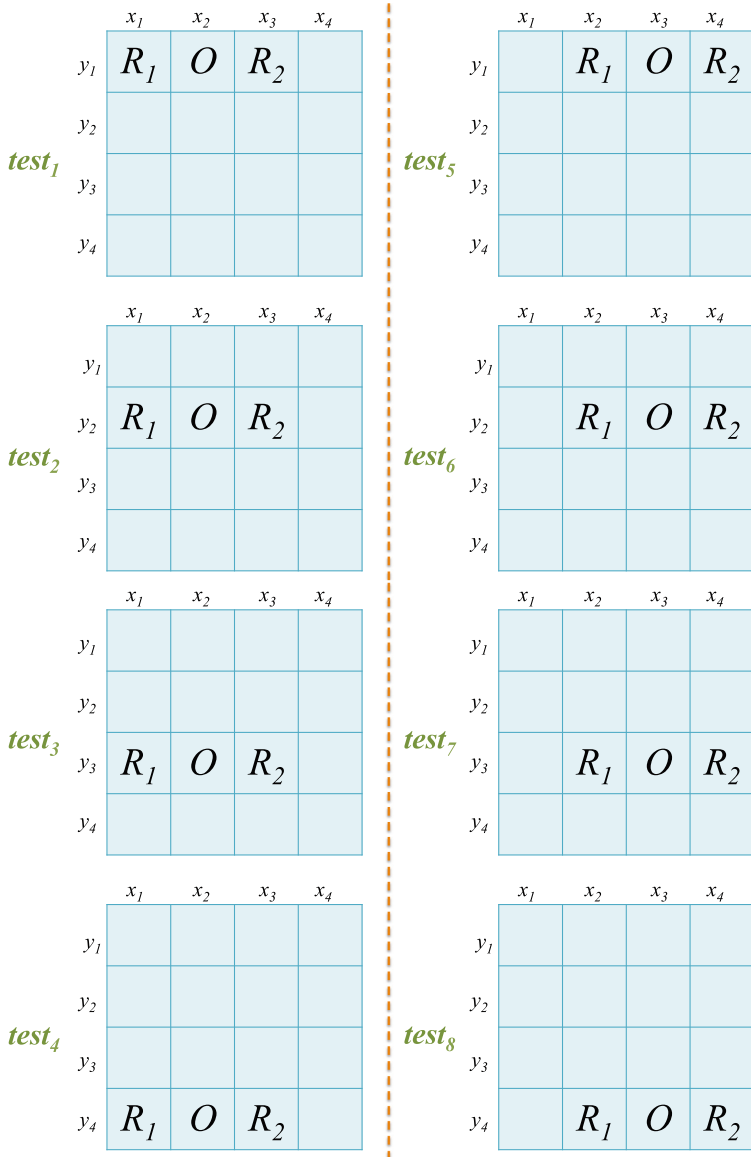 x₁ x₂ x₃ x₄
y₁ R₁ O R₂
y₂
test₁
y₃
y₄
x₁ x₂ x₃ x₄
y₁
y₂ R₁ O R₂
test₂
y₃
y₄
x₁ x₂ x₃ x₄
y₁
y₂
test₃
y₃ R₁ O R₂
y₄
x₁ x₂ x₃ x₄
y₁
y₂
test₄
y₃
y₄ R₁ O R₂
x₁ x₂ x₃ x₄
y₁ R₁ O R₂
y₂
test₅
y₃
y₄
x₁ x₂ x₃ x₄
y₁
y₂ R₁ O R₂
test₆
y₃
y₄
x₁ x₂ x₃ x₄
y₁
y₂
test₇
y₃ R₁ O R₂
y₄
x₁ x₂ x₃ x₄
y₁
y₂
test₈
y₃
y₄ R₁ O R₂